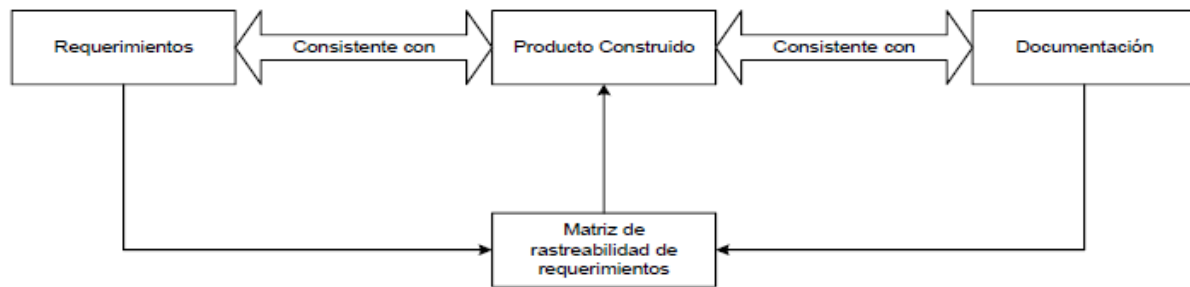 Requerimientos
Consistente con
Producto Construido
Consistente con
Documentación
Matriz de
rastreabilidad de
requerimientos